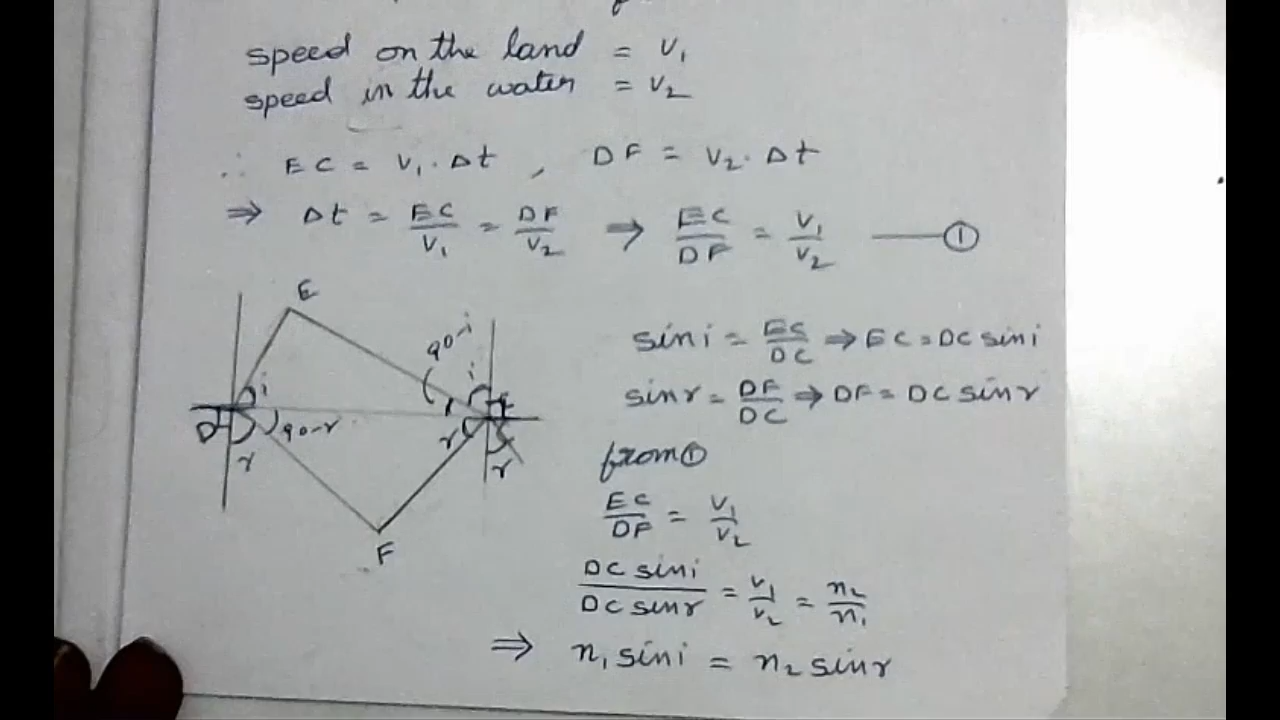 speed on the land = V₁
speed in the water = V₂
∴ EC = V₁ · Δt , DF = V₂ · Δt
⇒ Δt = EC/V₁ = DF/V₂ ⇒ EC/DF = V₁/V₂ —— ①
E
90-i
i
i
D
90-r
r
r
r
F
sin i = EC/DC ⇒ EC = DC sin i
sin r = DF/DC ⇒ DF = DC sin r
from ①
EC/DF = V₁/V₂
DC sin i/DC sin r = V₁/V₂ = n₂/n₁
⇒ n₁ sin i = n₂ sin r